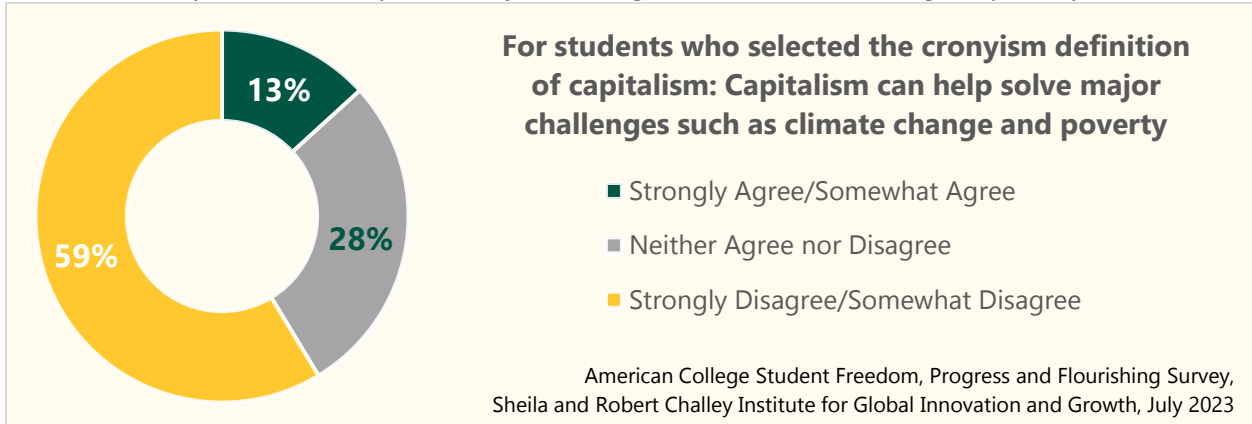 For students who selected the cronyism definition
of capitalism: Capitalism can help solve major
challenges such as climate change and poverty
13%
28%
59%
Strongly Agree/Somewhat Agree
Neither Agree nor Disagree
Strongly Disagree/Somewhat Disagree
American College Student Freedom, Progress and Flourishing Survey,
Sheila and Robert Challey Institute for Global Innovation and Growth, July 2023